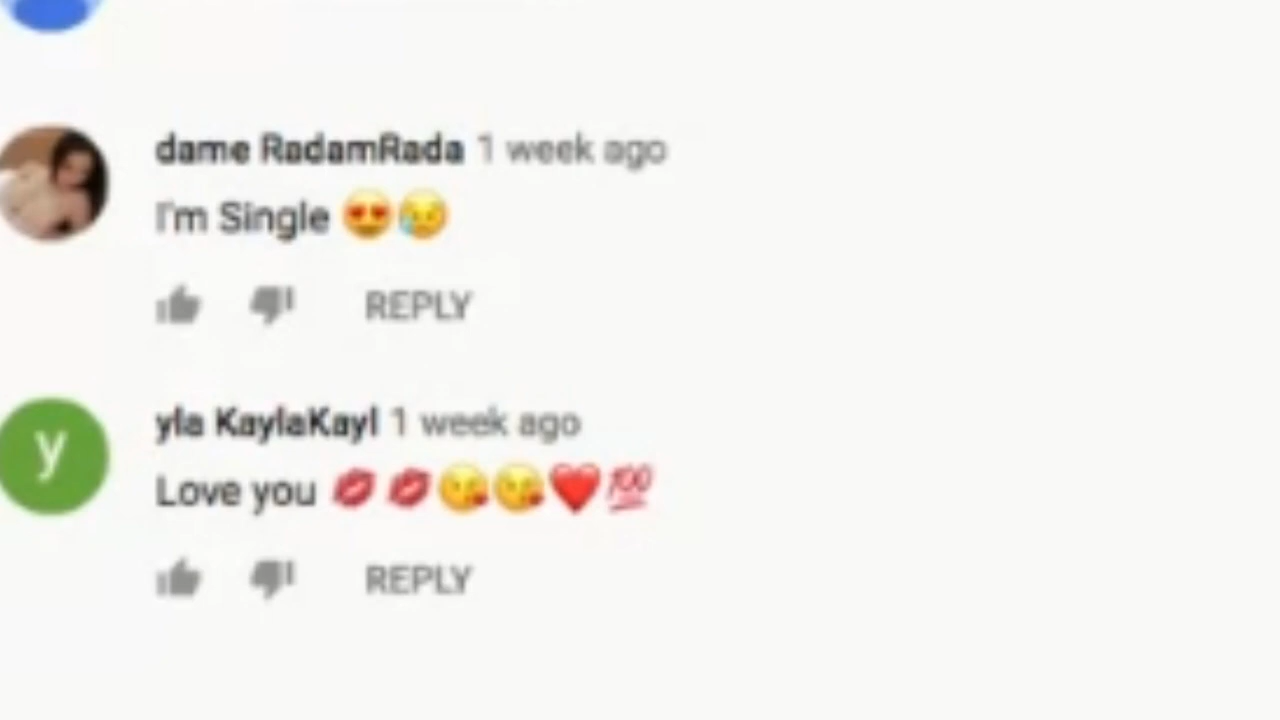 dame RadamRada 1 week ago
I'm Single 😍😢
REPLY
y
yla KaylaKayl 1 week ago
Love you 💋💋😘😘❤️💯
REPLY